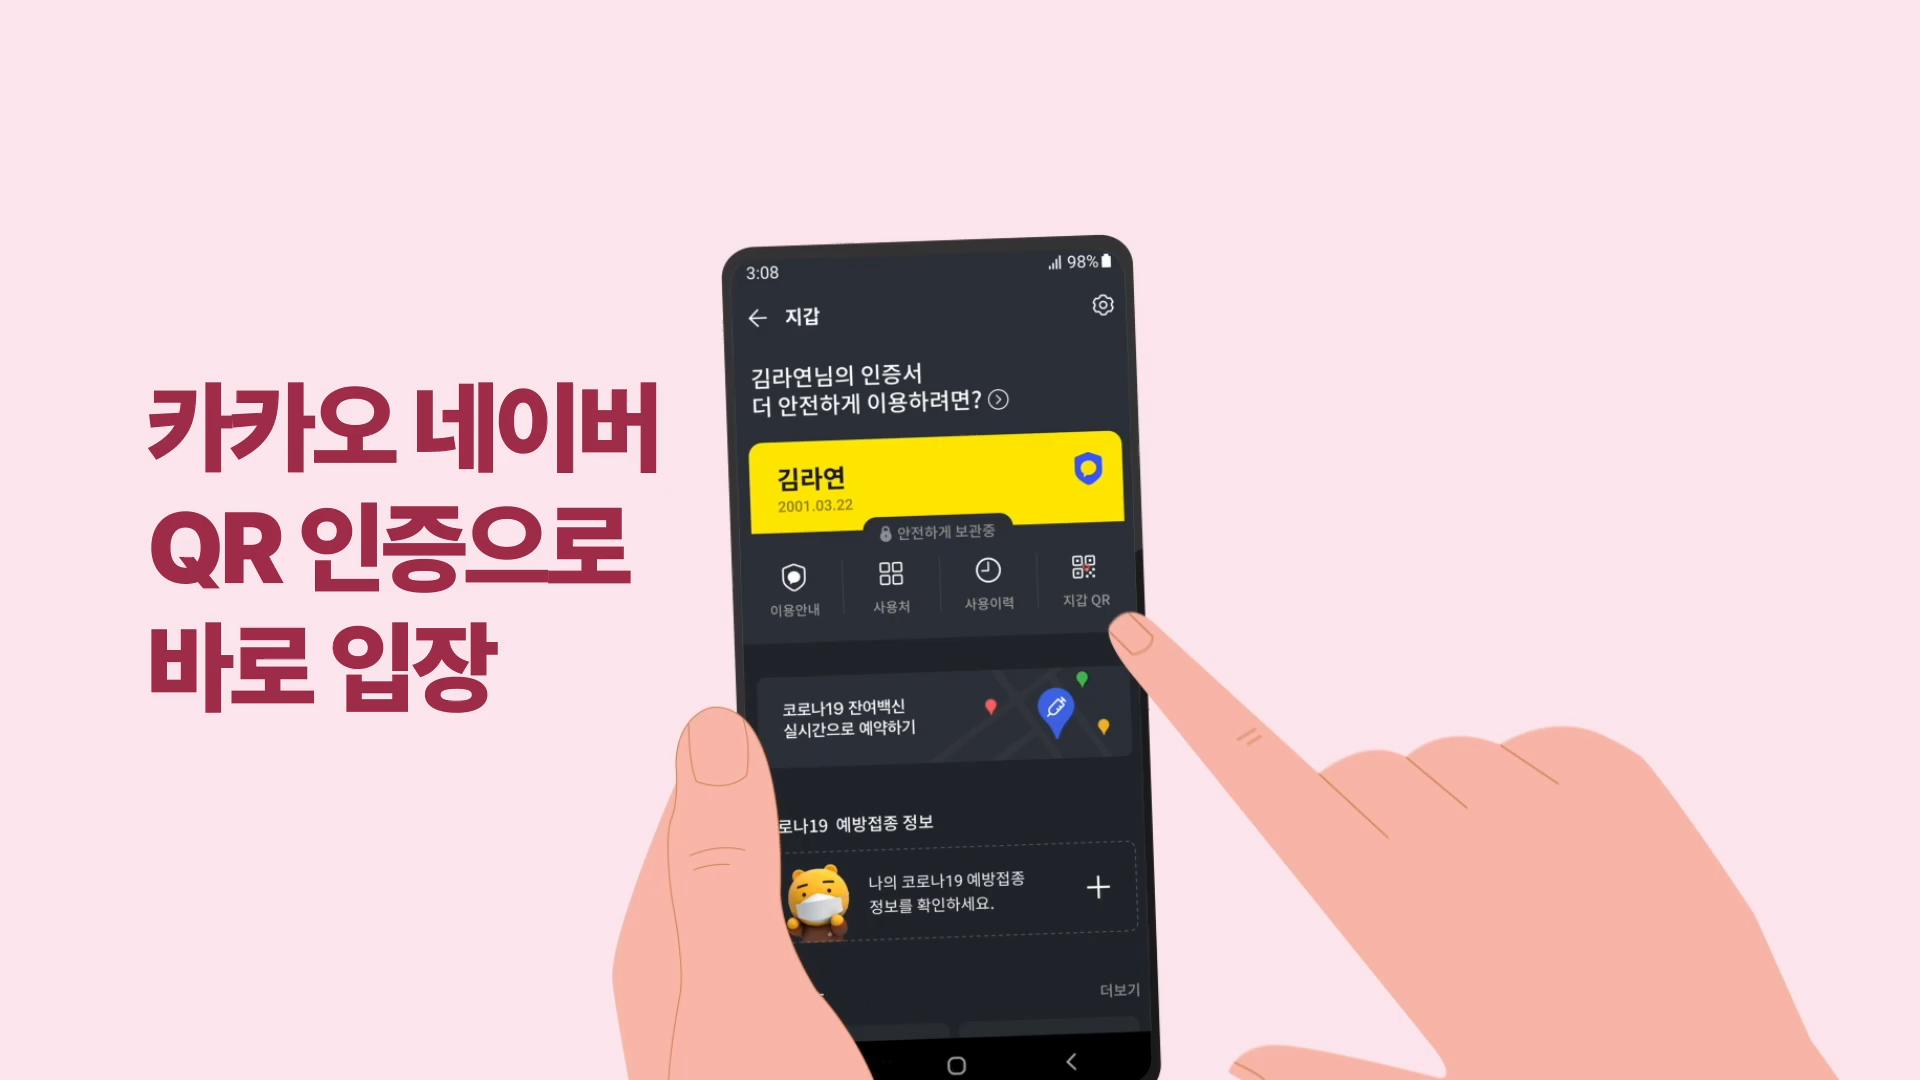 카카오 네이버
QR 인증으로
바로 입장
3:08
98%
지갑
김라연님의 인증서
더 안전하게 이용하려면?
김라연
2001.03.22
안전하게 보관중
이용안내
사용처
사용이력
지갑 QR
코로나19 잔여백신
실시간으로 예약하기
로나19 예방접종 정보
나의 코로나19 예방접종
정보를 확인하세요.
더보기